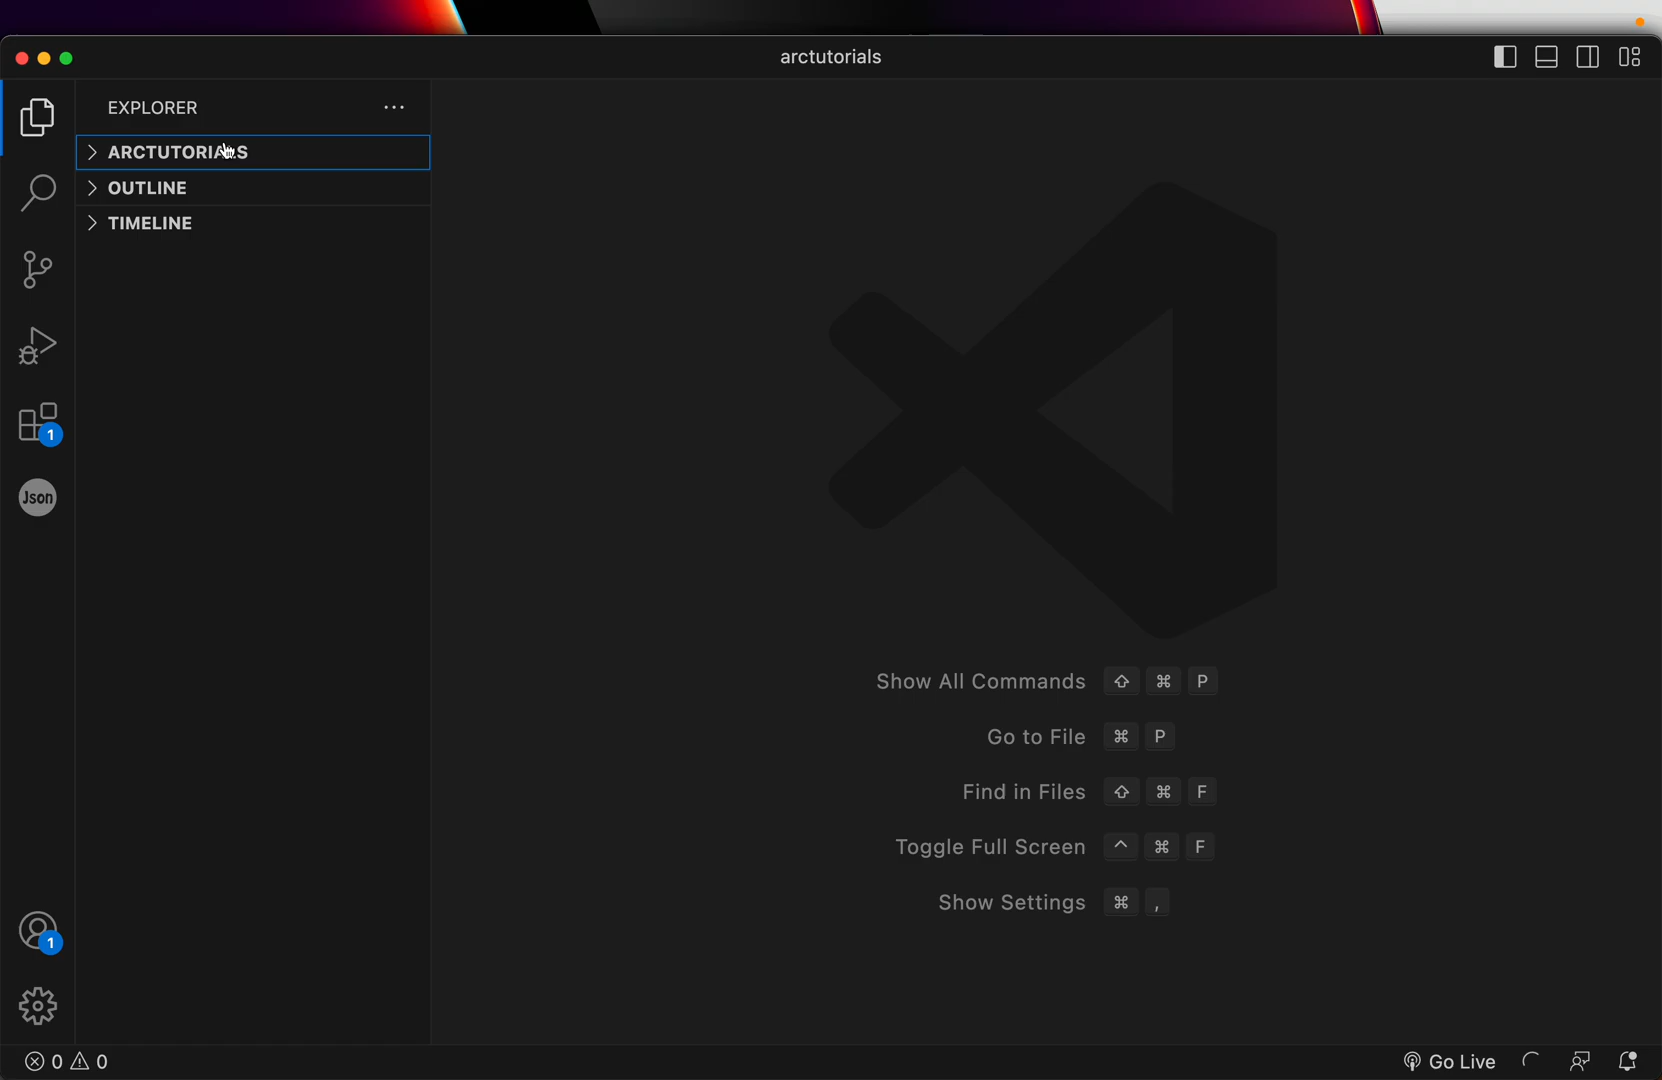 arctutorials
EXPLORER ···
ARCTUTORIALS
OUTLINE
TIMELINE
1
Json
Show All Commands ⇧ ⌘ P
Go to File ⌘ P
Find in Files ⇧ ⌘ F
Toggle Full Screen ^ ⌘ F
Show Settings ⌘ ,
1
0 0 Go Live